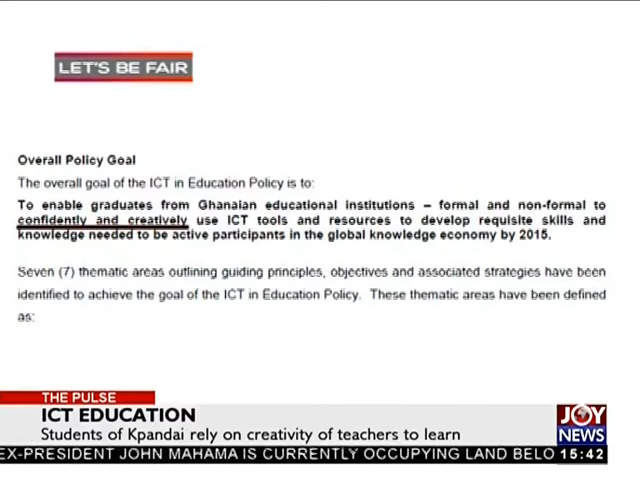 LET'S BE FAIR
Overall Policy Goal
The overall goal of the ICT in Education Policy is to:
To enable graduates from Ghanaian educational institutions – formal and non-formal to
confidently and creatively use ICT tools and resources to develop requisite skills and
knowledge needed to be active participants in the global knowledge economy by 2015.
Seven (7) thematic areas outlining guiding principles, objectives and associated strategies have been
identified to achieve the goal of the ICT in Education Policy. These thematic areas have been defined
as:
THE PULSE
ICT EDUCATION
Students of Kpandai rely on creativity of teachers to learn
JOY
NEWS
EX-PRESIDENT JOHN MAHAMA IS CURRENTLY OCCUPYING LAND BELO
15:42